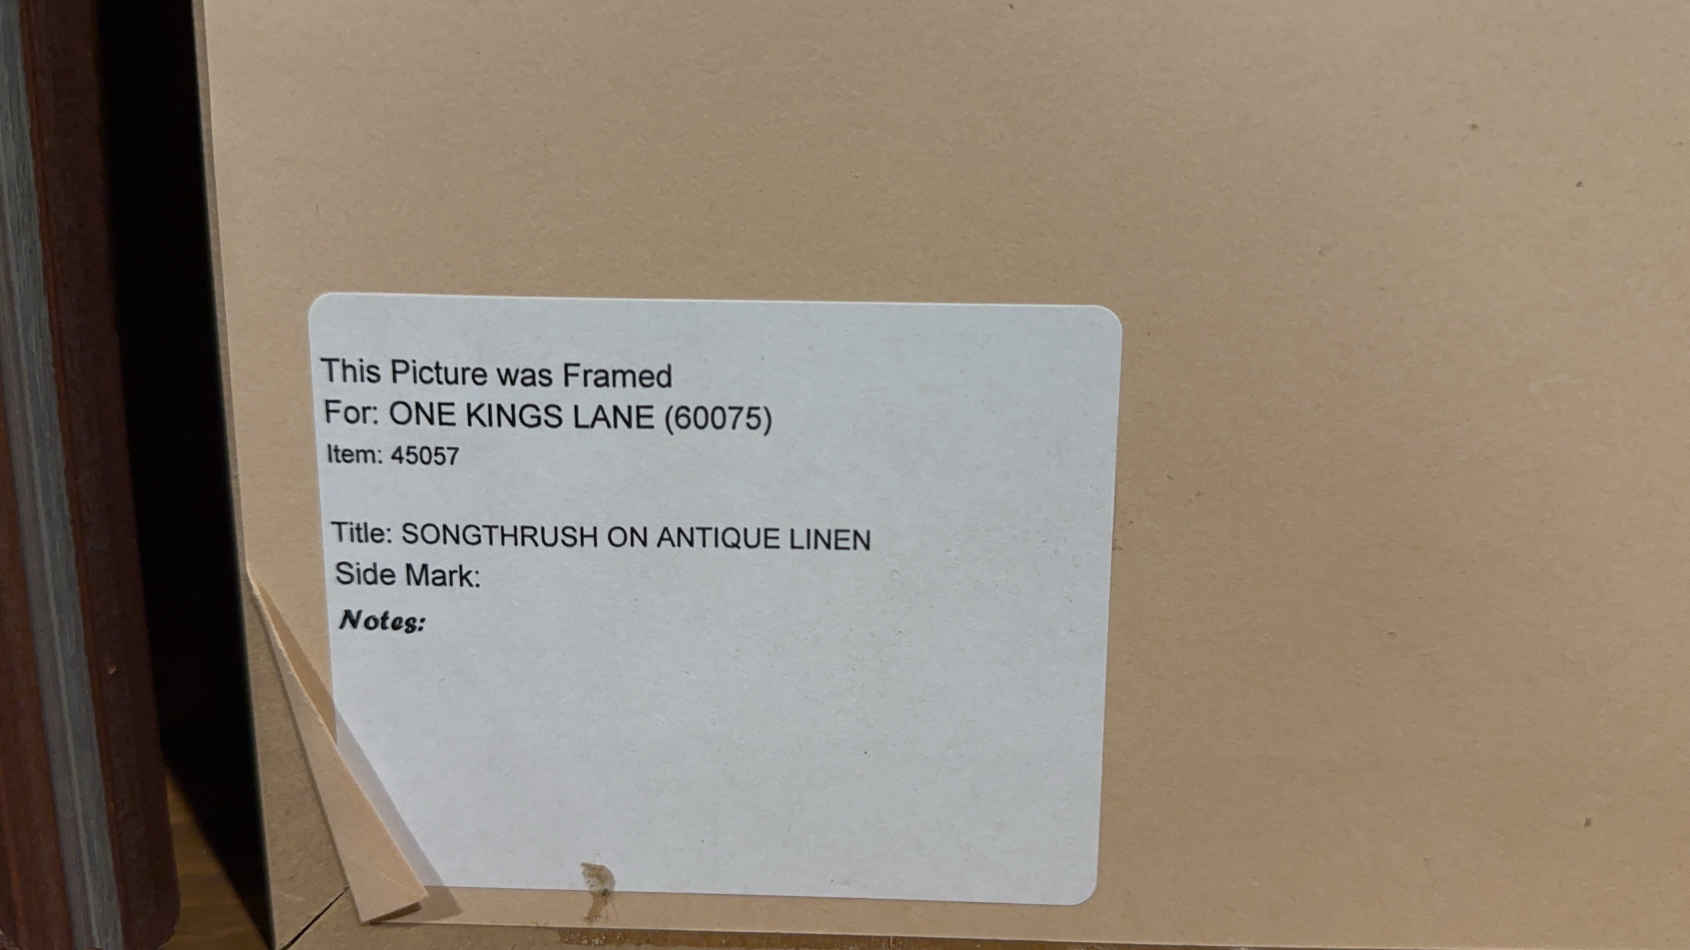 This Picture was Framed
For: ONE KINGS LANE (60075)
Item: 45057
Title: SONGTHRUSH ON ANTIQUE LINEN
Side Mark:
Notes: